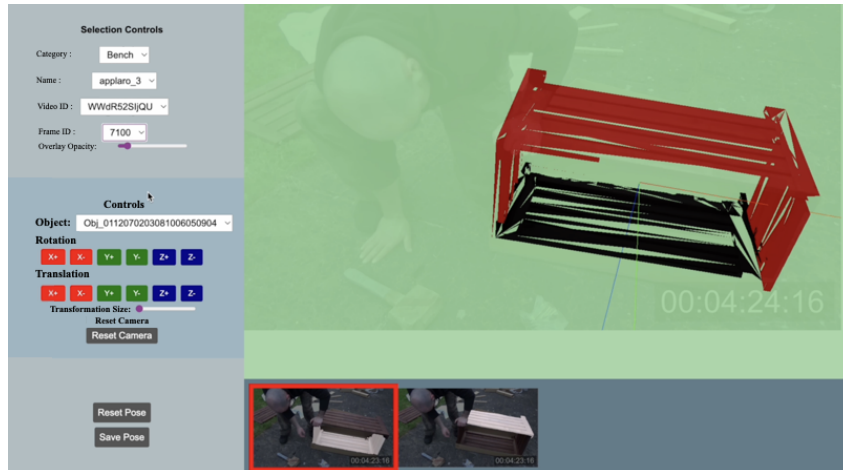 Selection Controls
Category : Bench
Name : applaro_3
Video ID : WWdR52SIjQU
Frame ID : 7100
Overlay Opacity:
Controls
Object: Obj_0112070203081006050904
Rotation
X+ X- Y+ Y- Z+ Z-
Translation
X+ X- Y+ Y- Z+ Z-
Transformation Size:
Reset Camera
Reset Camera
Reset Pose
Save Pose
00:04:24:16
00:04:23:16 00:04:23:16